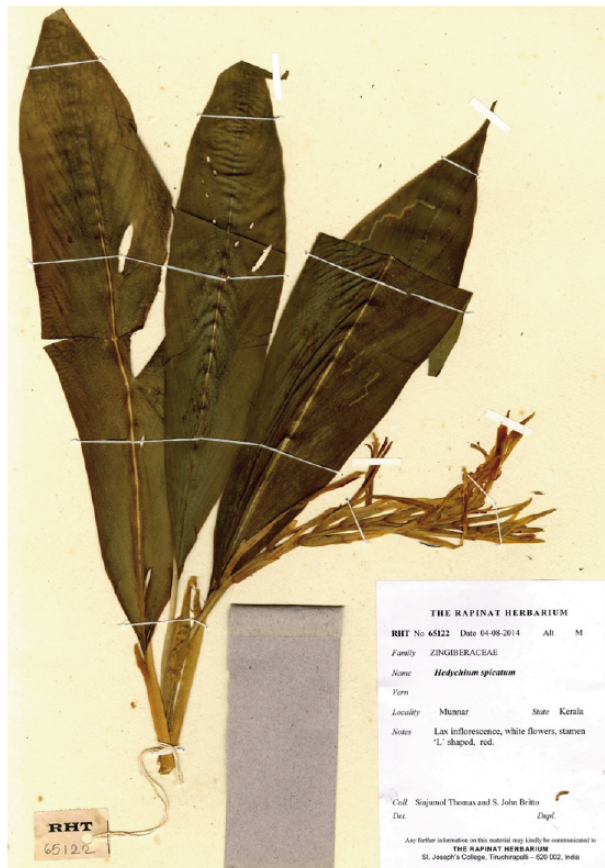 THE RAPINAT HERBARIUM
RHT No 65122 Date 04-08-2014 Alt M
Family ZINGIBERACEAE
Name Hedychium spicatum
Vern
Locality Munnar State Kerala
Notes Lax inflorescence, white flowers, stamen
'L' shaped, red.
Coll. Sinjumol Thomas and S. John Britto
Det. Dupl.
Any further information on this material may kindly be communicated to
THE RAPINAT HERBARIUM
St. Joseph's College, Tiruchirapalli – 620 002, India
RHT
65122